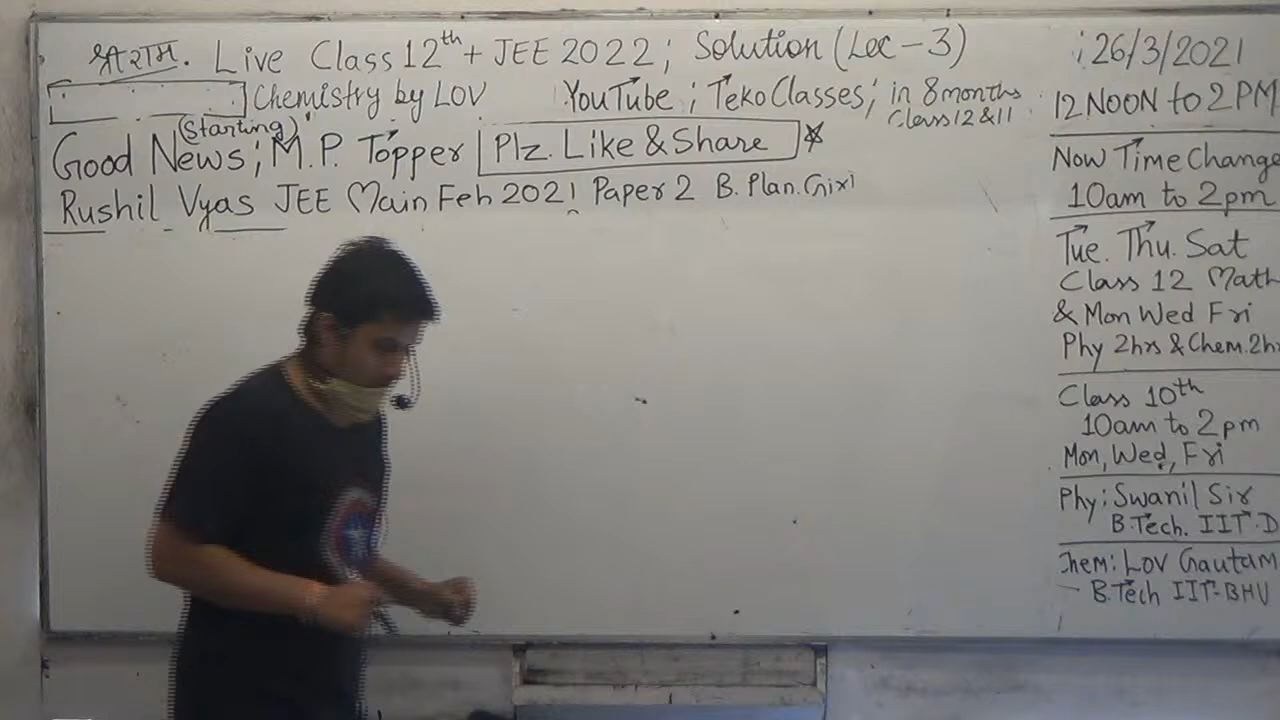 श्री राम. Live Class 12th + JEE 2022 ; Solution (Lec - 3)
Chemistry by LOV YouTube ; TekoClasses ; in 8 months
Class 12 & 11
(Starting)
Good News ; M.P. Topper Plz. Like & Share
Rushil Vyas JEE Main Feb 2021 Paper 2 B. Plan.
; 26/3/2021
12 NOON to 2 PM
Now Time Change
10am to 2pm
Tue. Thu. Sat
Class 12 Math
& Mon Wed Fri
Phy 2hrs & Chem. 2hr
Class 10th
10am to 2pm
Mon, Wed, Fri
Phy ; Swanil Sir
B.Tech. IIT-D
Chem : Lov Gautam
B.Tech IIT-BHU